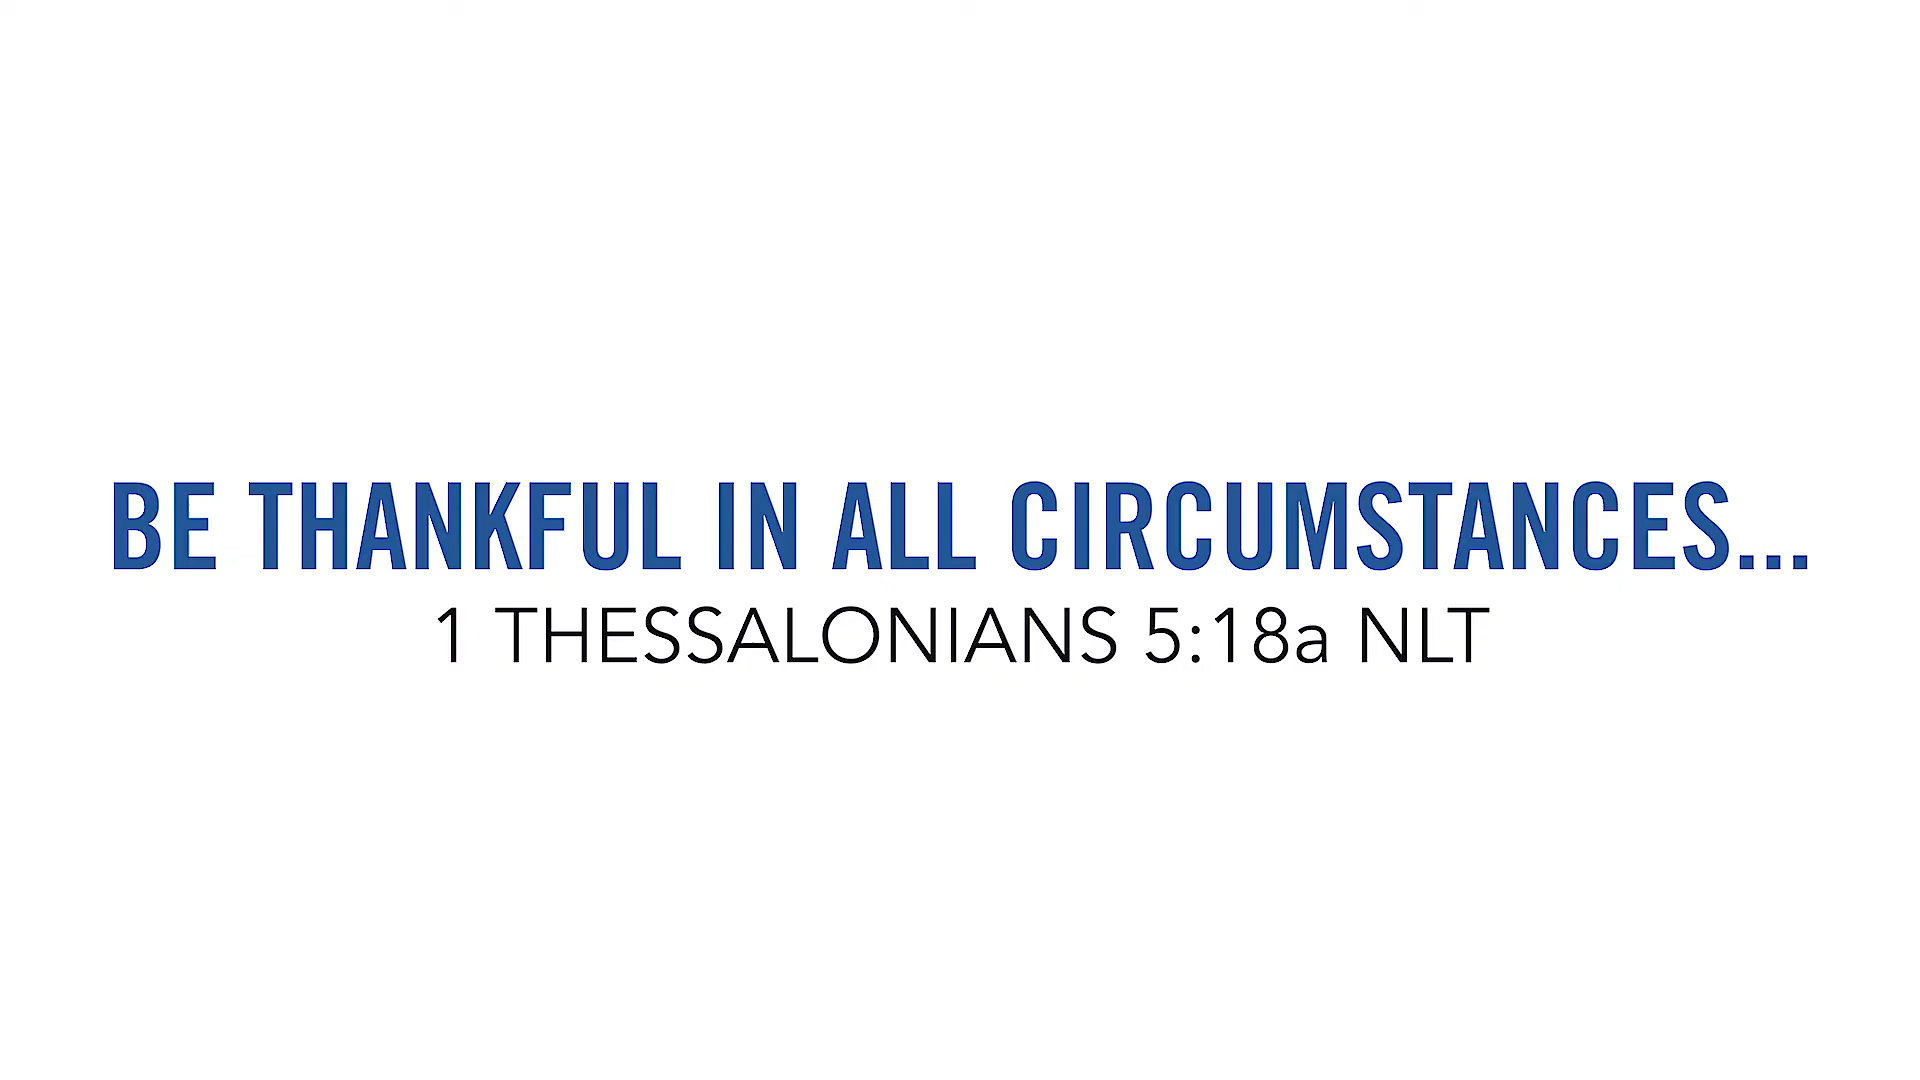 BE THANKFUL IN ALL CIRCUMSTANCES...
1 THESSALONIANS 5:18a NLT